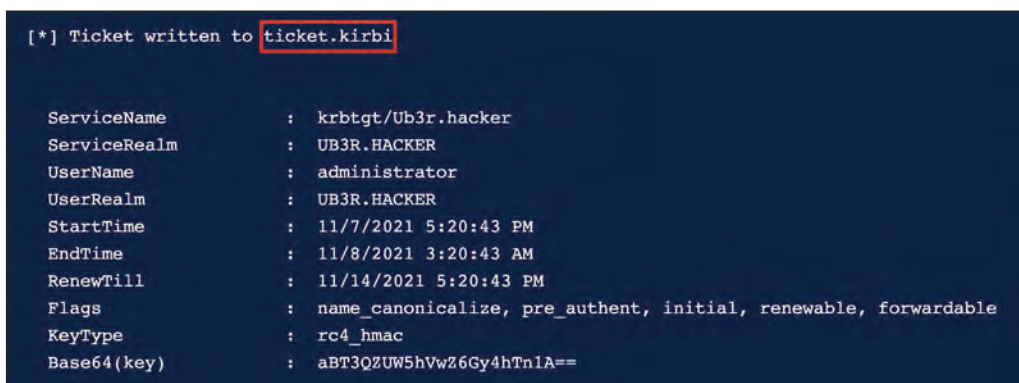 [*] Ticket written to ticket.kirbi
ServiceName : krbtgt/Ub3r.hacker
ServiceRealm : UB3R.HACKER
UserName : administrator
UserRealm : UB3R.HACKER
StartTime : 11/7/2021 5:20:43 PM
EndTime : 11/8/2021 3:20:43 AM
RenewTill : 11/14/2021 5:20:43 PM
Flags : name_canonicalize, pre_authent, initial, renewable, forwardable
KeyType : rc4_hmac
Base64(key) : aBT3QZUW5hVwZ6Gy4hTn1A==